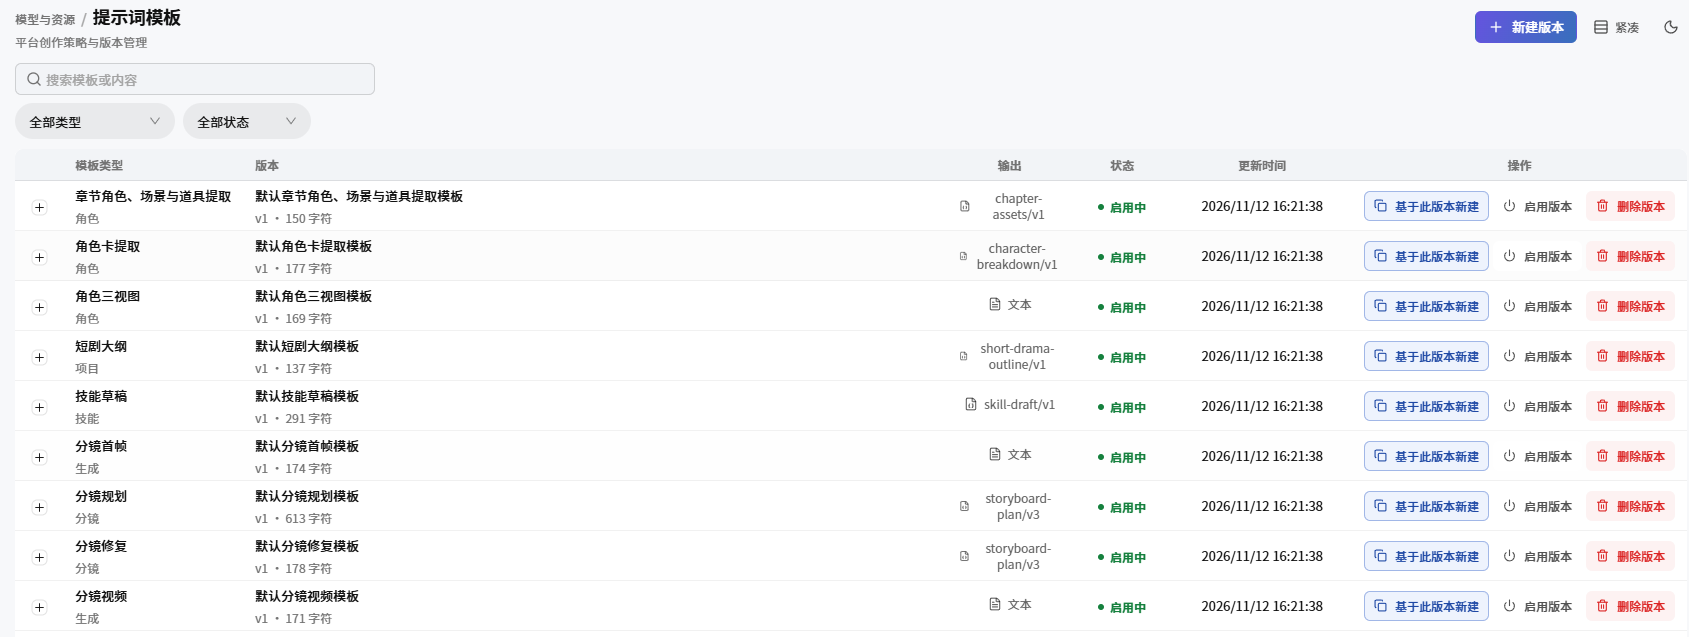 模型与资源 / 提示词模板
平台创作策略与版本管理
新建版本
紧凑
搜索模板或内容
全部类型
全部状态
模板类型 版本 输出 状态 更新时间 操作
章节角色、场景与道具提取 默认章节角色、场景与道具提取模板 chapter-assets/v1 启用中 2026/11/12 16:21:38 基于此版本新建 启用版本 删除版本
角色 v1 • 150 字符
角色卡提取 默认角色卡提取模板 character-breakdown/v1 启用中 2026/11/12 16:21:38 基于此版本新建 启用版本 删除版本
角色 v1 • 177 字符
角色三视图 默认角色三视图模板 文本 启用中 2026/11/12 16:21:38 基于此版本新建 启用版本 删除版本
角色 v1 • 169 字符
短剧大纲 默认短剧大纲模板 short-drama-outline/v1 启用中 2026/11/12 16:21:38 基于此版本新建 启用版本 删除版本
项目 v1 • 137 字符
技能草稿 默认技能草稿模板 skill-draft/v1 启用中 2026/11/12 16:21:38 基于此版本新建 启用版本 删除版本
技能 v1 • 291 字符
分镜首帧 默认分镜首帧模板 文本 启用中 2026/11/12 16:21:38 基于此版本新建 启用版本 删除版本
生成 v1 • 174 字符
分镜规划 默认分镜规划模板 storyboard-plan/v3 启用中 2026/11/12 16:21:38 基于此版本新建 启用版本 删除版本
分镜 v1 • 613 字符
分镜修复 默认分镜修复模板 storyboard-plan/v3 启用中 2026/11/12 16:21:38 基于此版本新建 启用版本 删除版本
分镜 v1 • 178 字符
分镜视频 默认分镜视频模板 文本 启用中 2026/11/12 16:21:38 基于此版本新建 启用版本 删除版本
生成 v1 • 171 字符